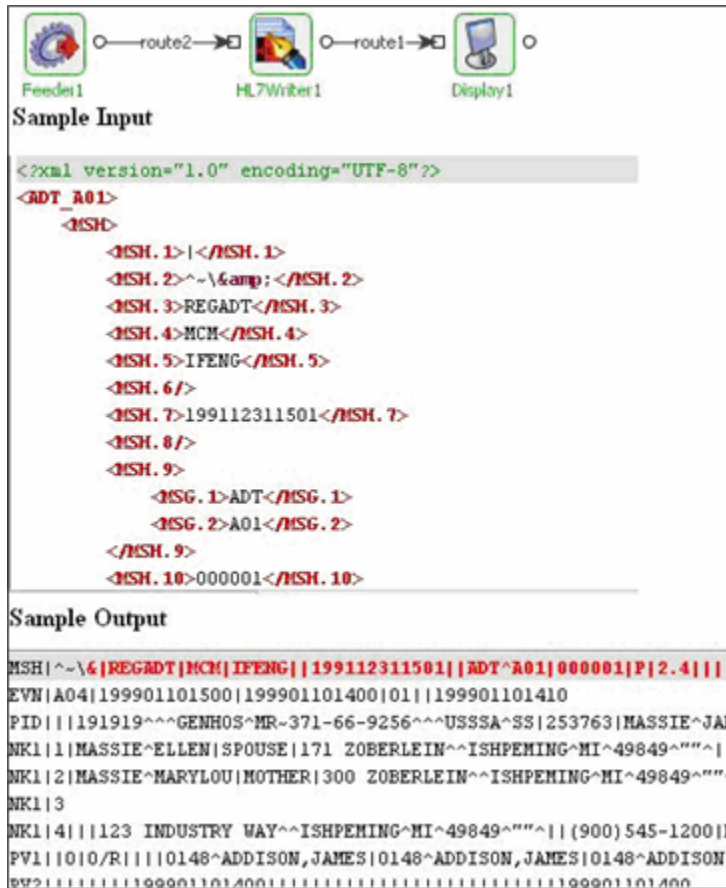 route2
route1
Feeder1
HL7Writer1
Display1
Sample Input
<?xml version="1.0" encoding="UTF-8"?>
<ADT_A01>
<MSH>
<MSH.1>|</MSH.1>
<MSH.2>^~\&amp;</MSH.2>
<MSH.3>REGADT</MSH.3>
<MSH.4>MCM</MSH.4>
<MSH.5>IFENG</MSH.5>
<MSH.6/>
<MSH.7>199112311501</MSH.7>
<MSH.8/>
<MSH.9>
<MSG.1>ADT</MSG.1>
<MSG.2>A01</MSG.2>
</MSH.9>
<MSH.10>000001</MSH.10>
Sample Output
MSH|^~\&|REGADT|MCM|IFENG||199112311501||ADT^A01|000001|P|2.4|||
EVN|A04|199901101500|199901101400|01||199901101410
PID|||191919^^^GENHOS^MR~371-66-9256^^^USSSA^SS|253763|MASSIE^JA
NK1|1|MASSIE^ELLEN|SPOUSE|171 ZOBERLEIN^^ISHPEMING^MI^49849^""^|
NK1|2|MASSIE^MARYLOU|MOTHER|300 ZOBERLEIN^^ISHPEMING^MI^49849^""^
NK1|3
NK1|4|||123 INDUSTRY WAY^^ISHPEMING^MI^49849^""^||(900)545-1200|
PV1||0|0/R||||0148^ADDISON,JAMES|0148^ADDISON,JAMES|0148^ADDISON
PV2||||||||199901101400||||||||||||||||||||||||||199901101400